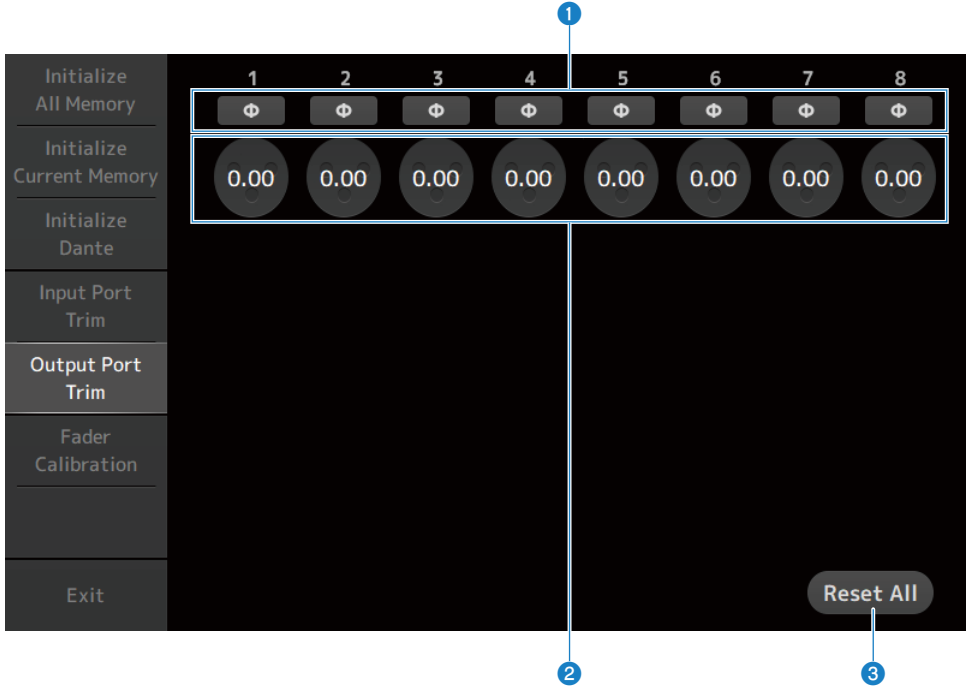 1
Initialize
All Memory
Initialize
Current Memory
Initialize
Dante
Input Port
Trim
Output Port
Trim
Fader
Calibration
Exit
1 2 3 4 5 6 7 8
Φ Φ Φ Φ Φ Φ Φ Φ
0.00 0.00 0.00 0.00 0.00 0.00 0.00 0.00
Reset All
2 3